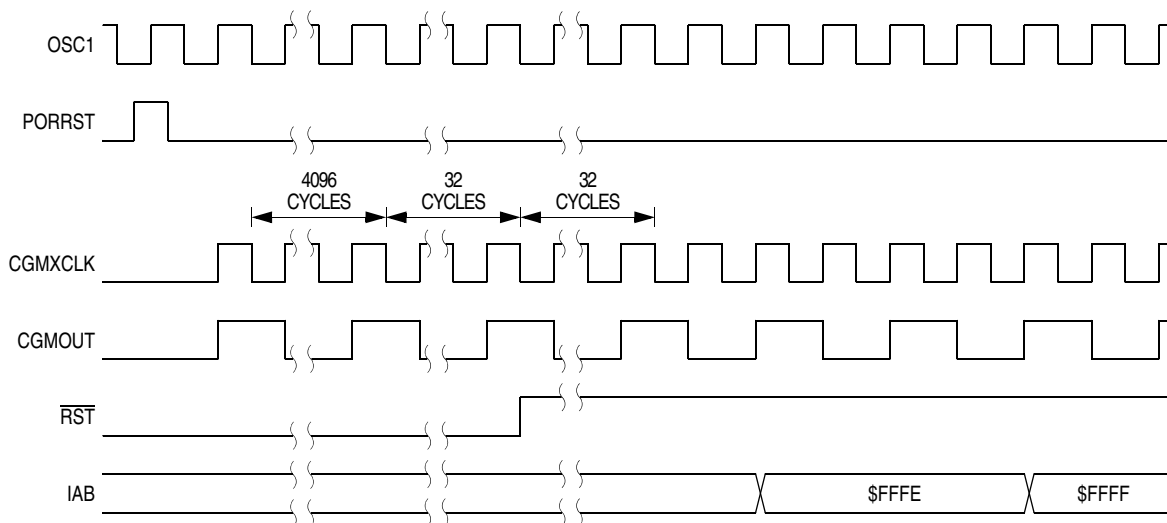 OSC1
PORRST
4096
CYCLES
32
CYCLES
32
CYCLES
CGMXCLK
CGMOUT
RST
IAB
$FFFE
$FFFF